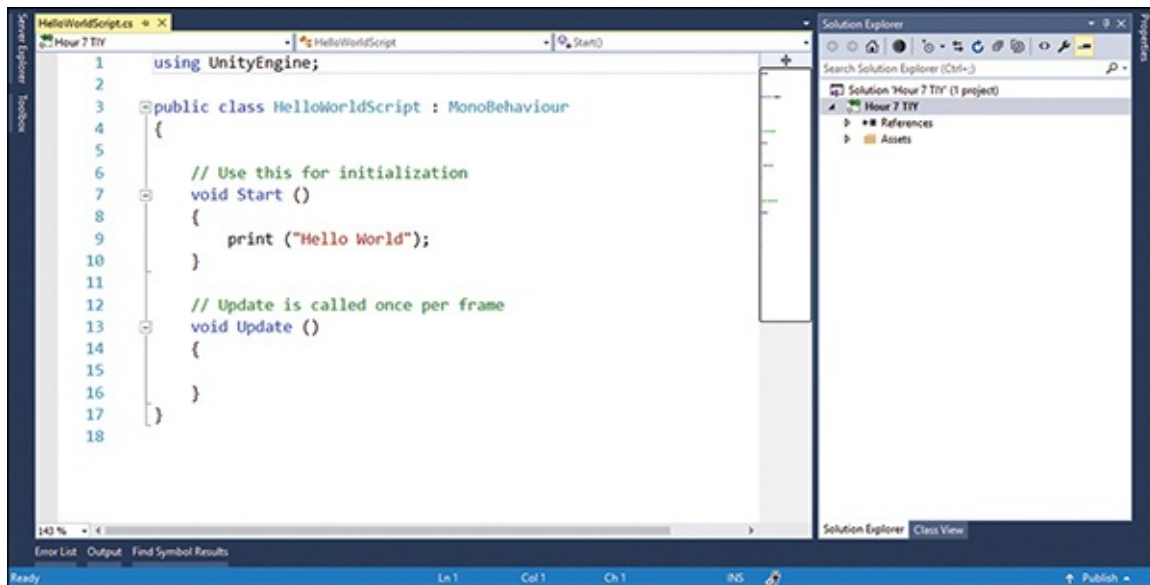 HelloWorldScript.cs
Hour 7 TIY
HelloWorldScript
Start()
Server Explorer
Toolbox
1 using UnityEngine;
2
3 public class HelloWorldScript : MonoBehaviour
4 {
5
6 // Use this for initialization
7 void Start ()
8 {
9 print ("Hello World");
10 }
11
12 // Update is called once per frame
13 void Update ()
14 {
15
16 }
17 }
18
143 %
Solution Explorer
Search Solution Explorer (Ctrl+;)
Solution 'Hour 7 TIY' (1 project)
Hour 7 TIY
References
Assets
Solution Explorer Class View
Properties
Error List Output Find Symbol Results
Ready Ln 1 Col 1 Ch 1 INS Publish